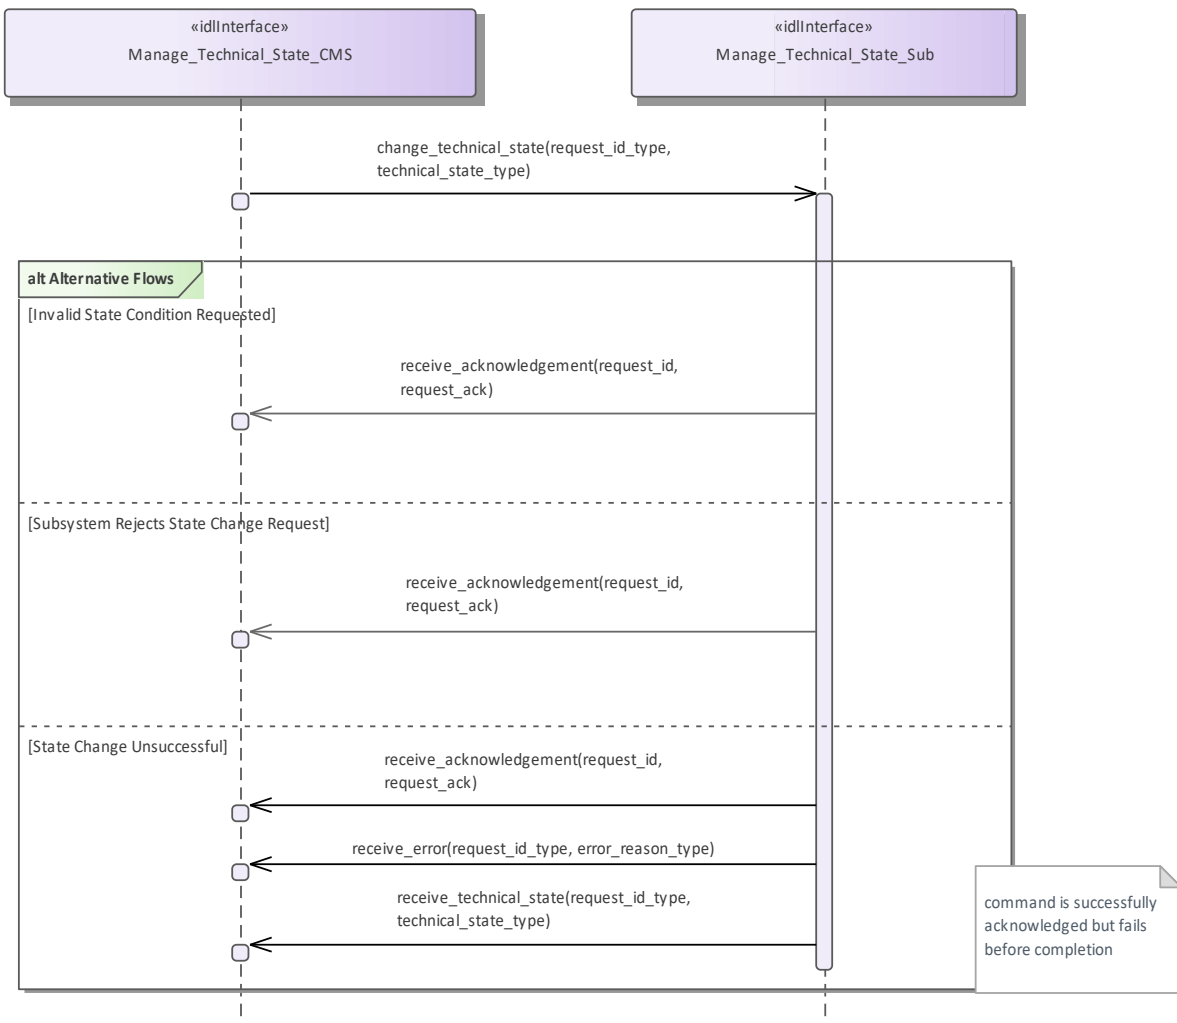 «idlInterface»
Manage_Technical_State_CMS
«idlInterface»
Manage_Technical_State_Sub
change_technical_state(request_id_type,
technical_state_type)
alt Alternative Flows
[Invalid State Condition Requested]
receive_acknowledgement(request_id,
request_ack)
[Subsystem Rejects State Change Request]
receive_acknowledgement(request_id,
request_ack)
[State Change Unsuccessful]
receive_acknowledgement(request_id,
request_ack)
receive_error(request_id_type, error_reason_type)
receive_technical_state(request_id_type,
technical_state_type)
command is successfully
acknowledged but fails
before completion